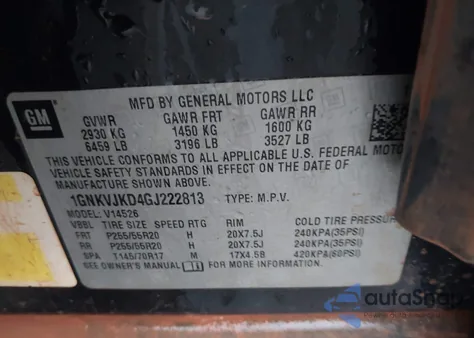 MFD BY GENERAL MOTORS LLC
GM
GVWR GAWR FRT GAWR RR
2930 KG 1450 KG 1600 KG
6459 LB 3196 LB 3527 LB
THIS VEHICLE CONFORMS TO ALL APPLICABLE U.S. FEDERAL MOTOR
VEHICLE SAFETY STANDARDS IN EFFECT ON THE DATE OF
MANUFACTURE SHOWN ABOVE.
1GNKVJKD4GJ222813 TYPE: M.P.V.
MODEL: V14526
VBBL TIRE SIZE SPEED RTG RIM COLD TIRE PRESSURE
FRT P255/55R20 H 20X7.5J 240KPA(35PSI)
RR P255/55R20 H 20X7.5J 240KPA(35PSI)
SPA T145/70R17 M 17X4.5B 420KPA(60PSI)
SEE OWNER'S MANUAL FOR MORE INFORMATION.
autoSnap